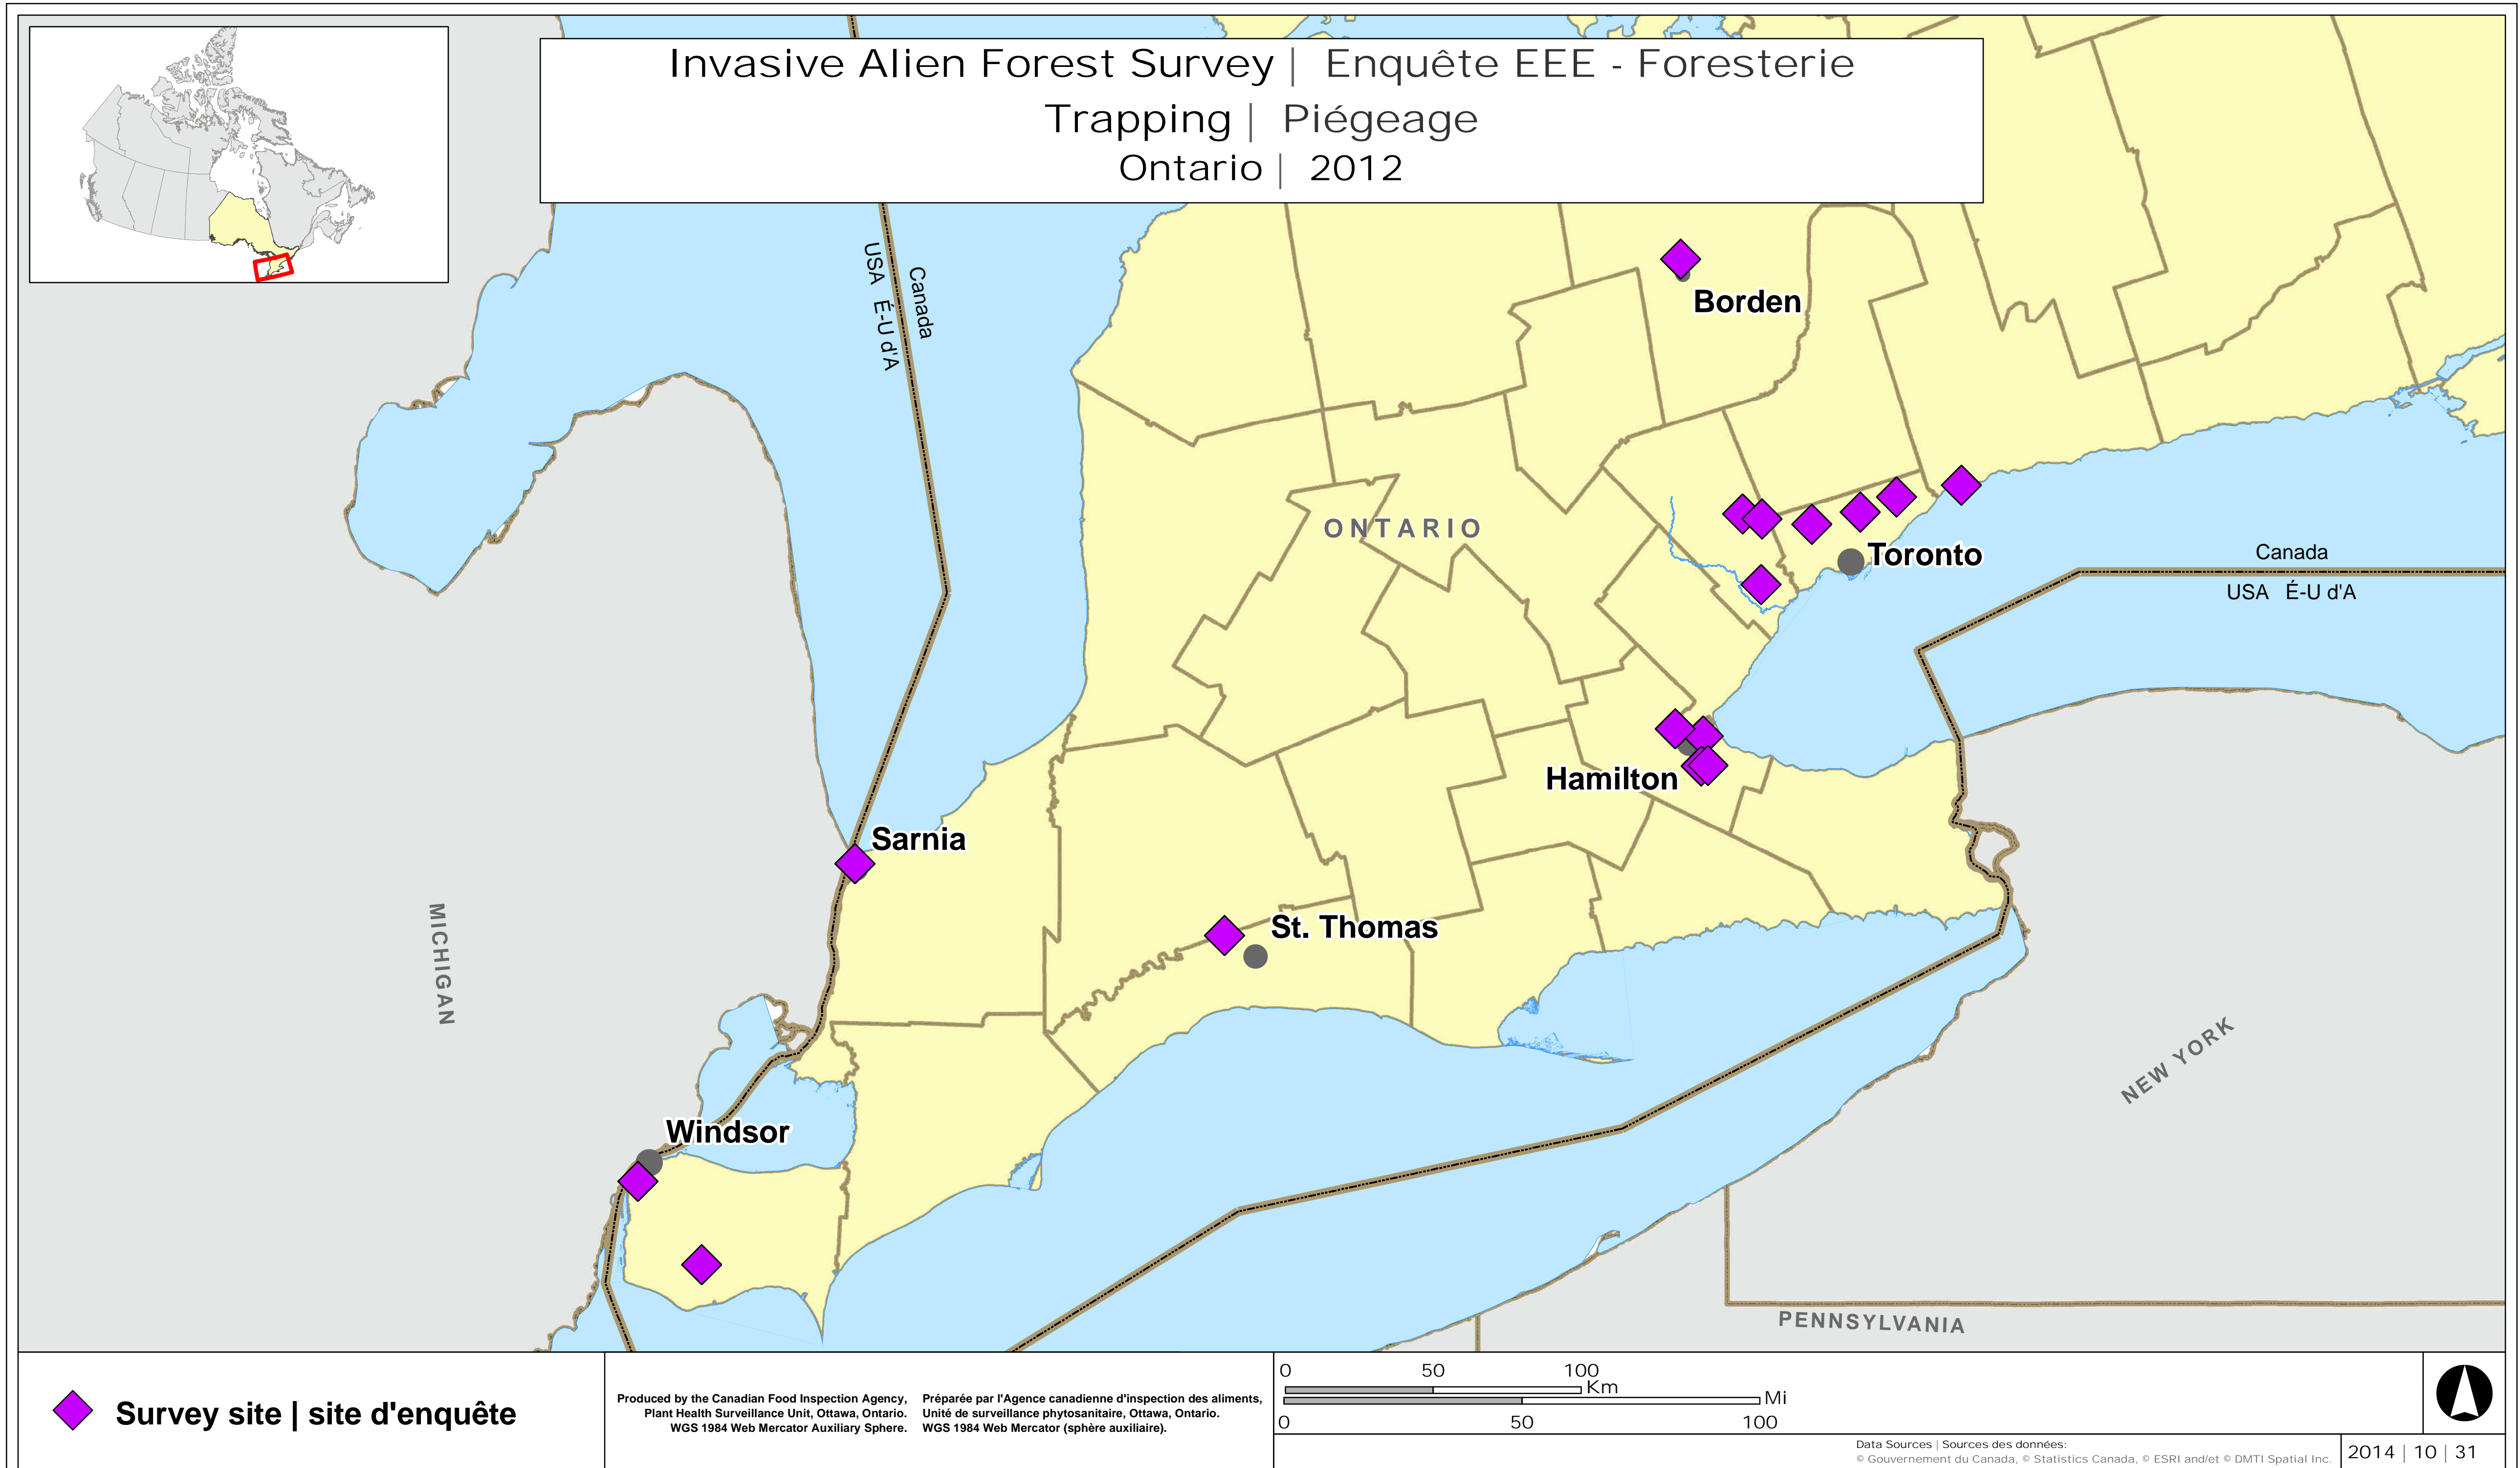 Invasive Alien Forest Survey | Enquête EEE - Foresterie
Trapping | Piégeage
Ontario | 2012
USA É-U d'A
Canada
Borden
ONTARIO
Toronto
Canada
USA É-U d'A
Hamilton
Sarnia
St. Thomas
MICHIGAN
NEW YORK
Windsor
PENNSYLVANIA
Survey site | site d'enquête
Produced by the Canadian Food Inspection Agency,
Plant Health Surveillance Unit, Ottawa, Ontario.
WGS 1984 Web Mercator Auxiliary Sphere.
Préparée par l'Agence canadienne d'inspection des aliments,
Unité de surveillance phytosanitaire, Ottawa, Ontario.
WGS 1984 Web Mercator (sphère auxiliaire).
0 50 100
Km
Mi
0 50 100
Data Sources | Sources des données:
© Gouvernement du Canada, © Statistics Canada, © ESRI and/et © DMTI Spatial Inc.
2014 | 10 | 31